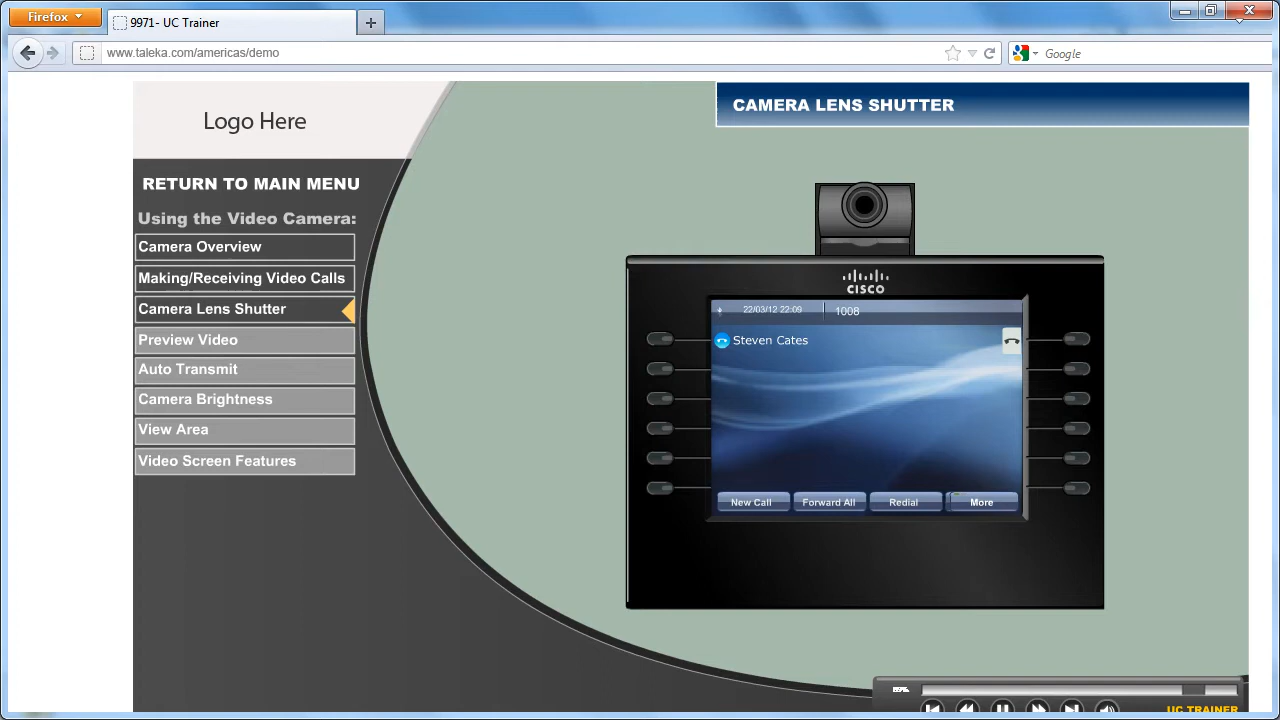 Firefox
9971- UC Trainer
www.taleka.com/americas/demo
Google
Logo Here
CAMERA LENS SHUTTER
RETURN TO MAIN MENU
Using the Video Camera:
Camera Overview
Making/Receiving Video Calls
Camera Lens Shutter
Preview Video
Auto Transmit
Camera Brightness
View Area
Video Screen Features
CISCO
22/03/12 22:09
1008
Steven Cates
New Call
Forward All
Redial
More
UC TRAINER